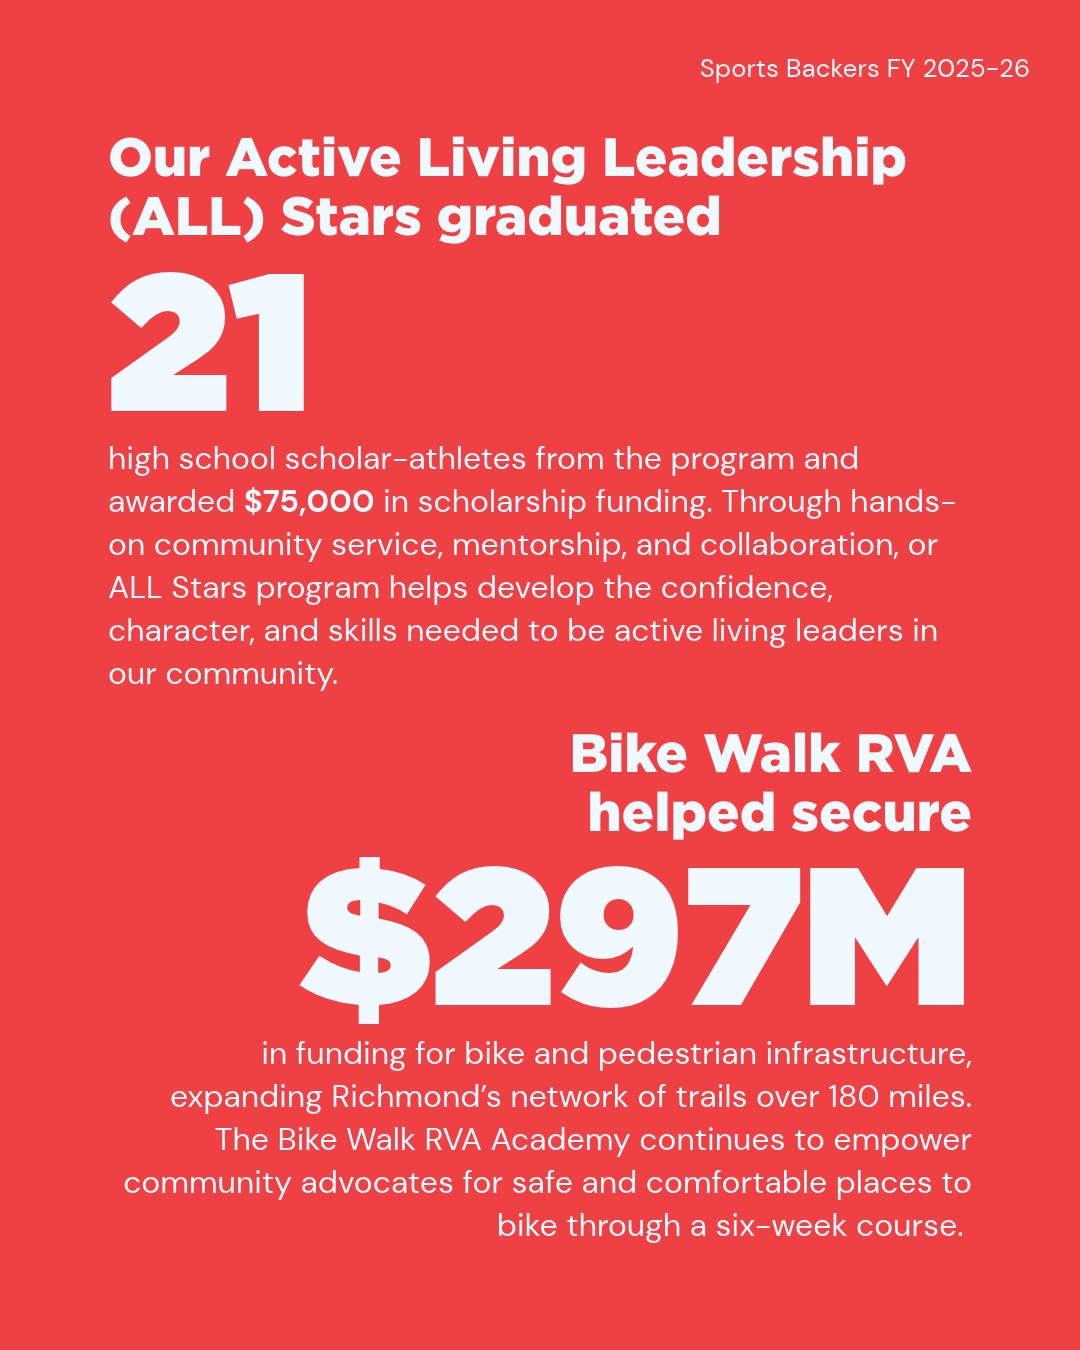 Sports Backers FY 2025-26
Our Active Living Leadership
(ALL) Stars graduated
21
high school scholar-athletes from the program and
awarded $75,000 in scholarship funding. Through hands-
on community service, mentorship, and collaboration, or
ALL Stars program helps develop the confidence,
character, and skills needed to be active living leaders in
our community.
Bike Walk RVA
helped secure
$297M
in funding for bike and pedestrian infrastructure,
expanding Richmond’s network of trails over 180 miles.
The Bike Walk RVA Academy continues to empower
community advocates for safe and comfortable places to
bike through a six-week course.